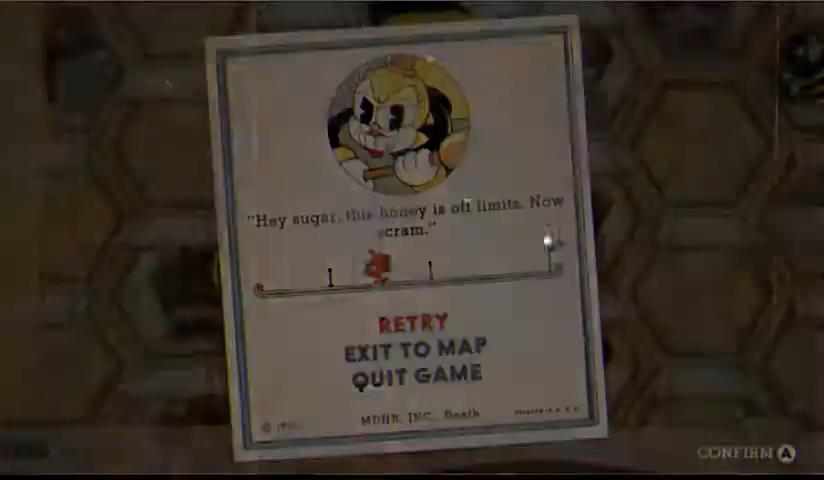 "Hey sugar, this honey is off limits. Now
scram."
RETRY
EXIT TO MAP
QUIT GAME
MDHR, INC., Death
CONFIRM A